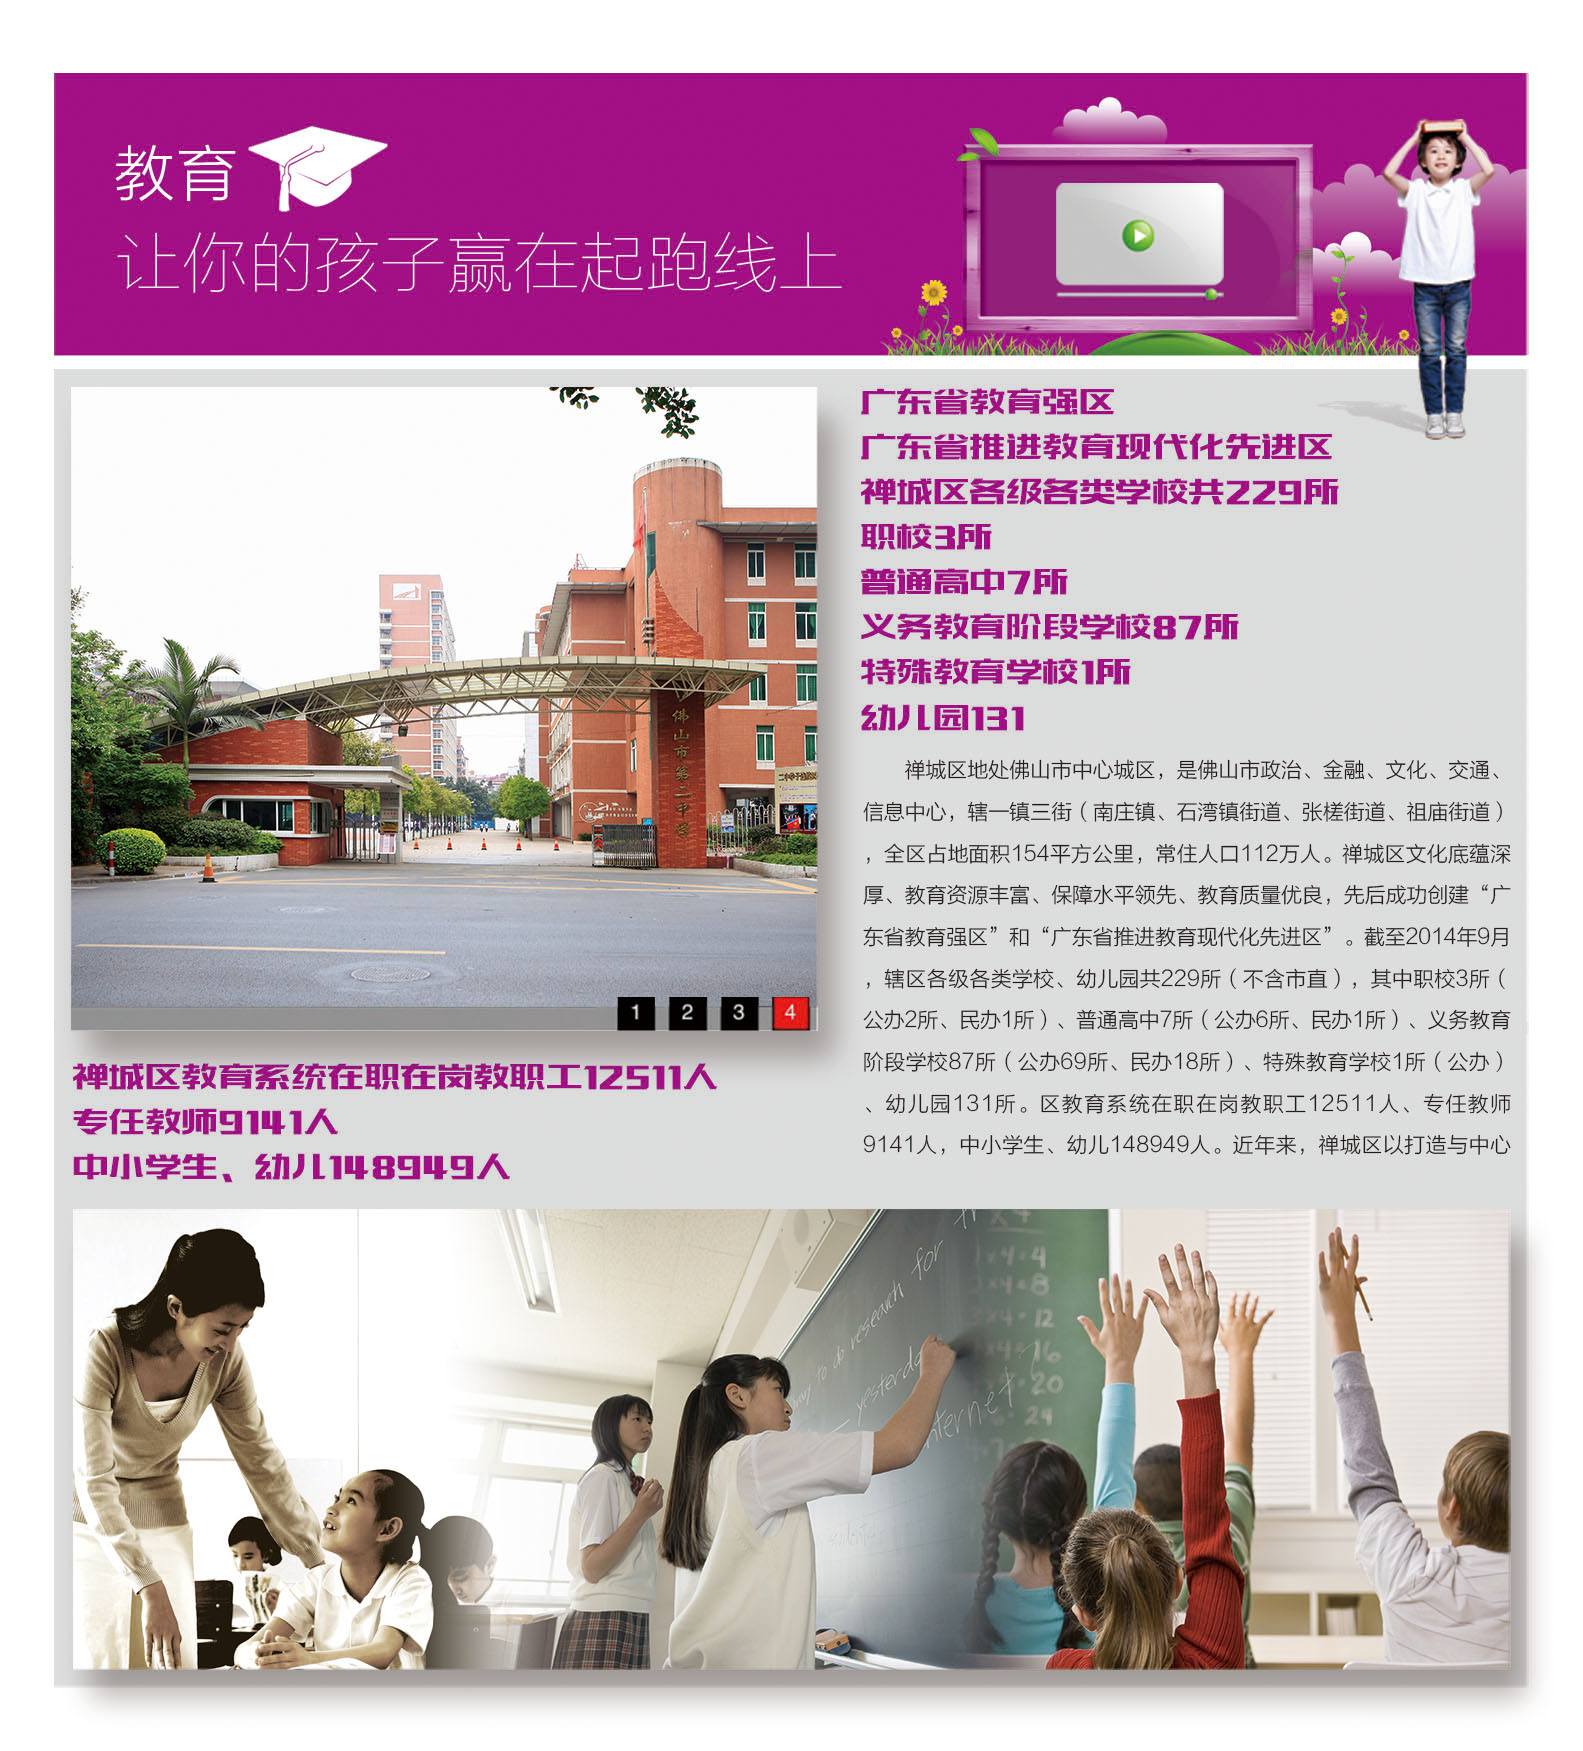 教育
让你的孩子赢在起跑线上
广东省教育强区
广东省推进教育现代化先进区
禅城区各级各类学校共229所
职校3所
普通高中7所
义务教育阶段学校87所
特殊教育学校1所
幼儿园131
禅城区地处佛山市中心城区，是佛山市政治、金融、文化、交通、
信息中心，辖一镇三街（南庄镇、石湾镇街道、张槎街道、祖庙街道）
，全区占地面积154平方公里，常住人口112万人。禅城区文化底蕴深
厚、教育资源丰富、保障水平领先、教育质量优良，先后成功创建“广
东省教育强区”和“广东省推进教育现代化先进区”。截至2014年9月
，辖区各级各类学校、幼儿园共229所（不含市直），其中职校3所（
公办2所、民办1所）、普通高中7所（公办6所、民办1所）、义务教育
阶段学校87所（公办69所、民办18所）、特殊教育学校1所（公办）
、幼儿园131所。区教育系统在职在岗教职工12511人、专任教师
9141人，中小学生、幼儿148949人。近年来，禅城区以打造与中心
佛山市第二中学
1 2 3 4
禅城区教育系统在职在岗教职工12511人
专任教师9141人
中小学生、幼儿148949人
to do research for
yesterday
internet
×4=4
×4=8
×4=12
16
20
24